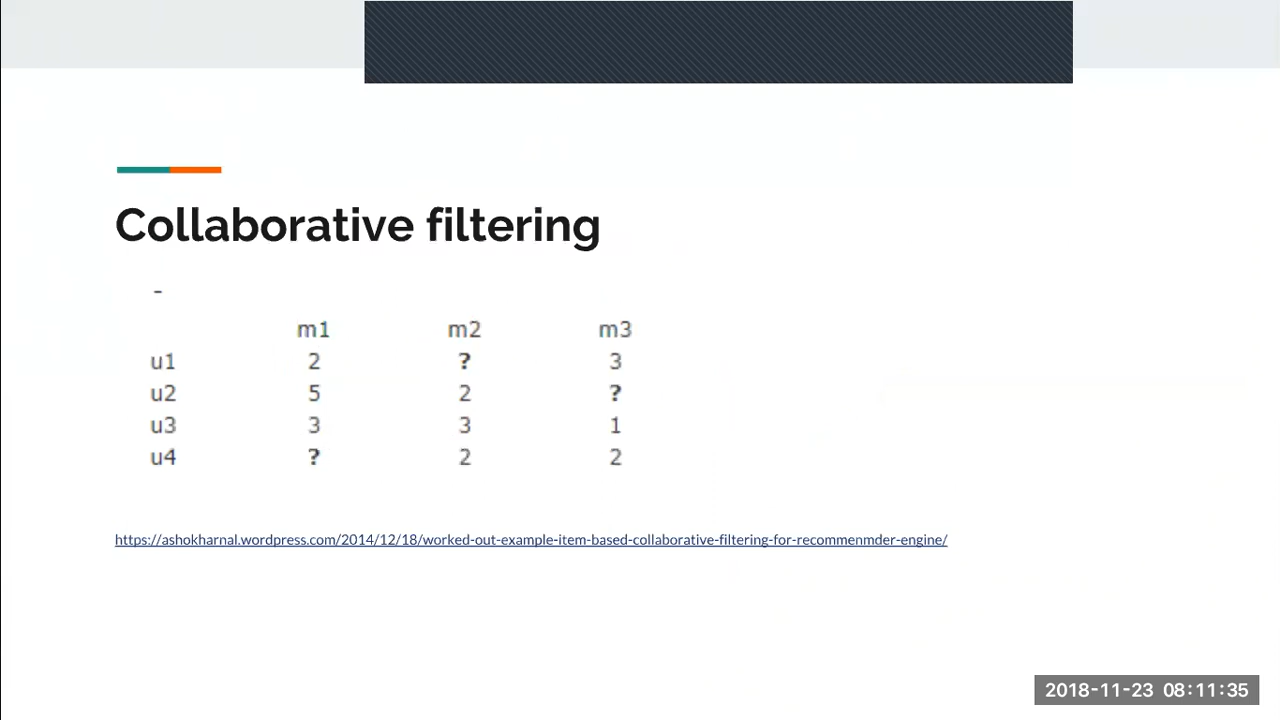 Collaborative filtering
-
m1 m2 m3
u1 2 ? 3
u2 5 2 ?
u3 3 3 1
u4 ? 2 2
https://ashokharnal.wordpress.com/2014/12/18/worked-out-example-item-based-collaborative-filtering-for-recommenmder-engine/
2018-11-23 08:11:35